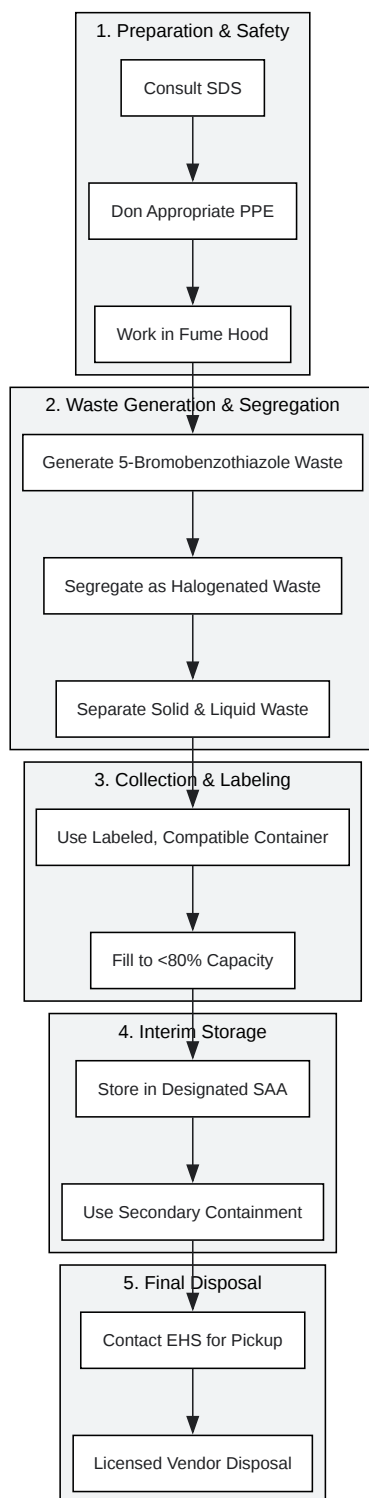 1. Preparation & Safety
Consult SDS
Don Appropriate PPE
Work in Fume Hood
2. Waste Generation & Segregation
Generate 5-Bromobenzothiazole Waste
Segregate as Halogenated Waste
Separate Solid & Liquid Waste
3. Collection & Labeling
Use Labeled, Compatible Container
Fill to <80% Capacity
4. Interim Storage
Store in Designated SAA
Use Secondary Containment
5. Final Disposal
Contact EHS for Pickup
Licensed Vendor Disposal